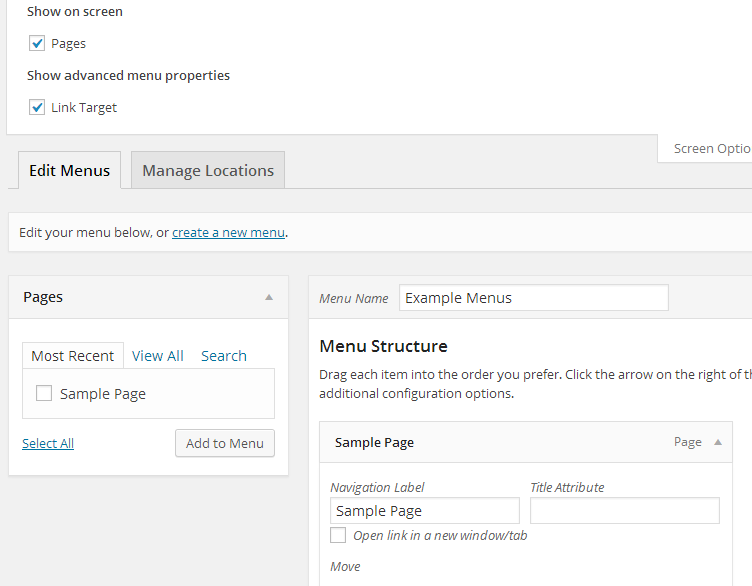 Show on screen
Pages
Show advanced menu properties
Link Target
Screen Optio
Edit Menus
Manage Locations
Edit your menu below, or create a new menu.
Pages
Most Recent View All Search
Sample Page
Select All
Add to Menu
Menu Name Example Menus
Menu Structure
Drag each item into the order you prefer. Click the arrow on the right of th
additional configuration options.
Sample Page
Page
Navigation Label
Title Attribute
Sample Page
Open link in a new window/tab
Move